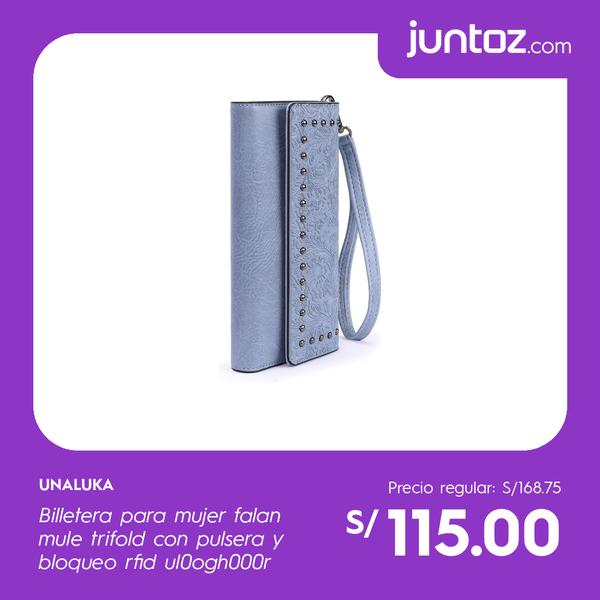 juntoz.com
UNALUKA
Billetera para mujer falan
mule trifold con pulsera y
bloqueo rfid ul0ogh000r
Precio regular: S/168.75
S/115.00